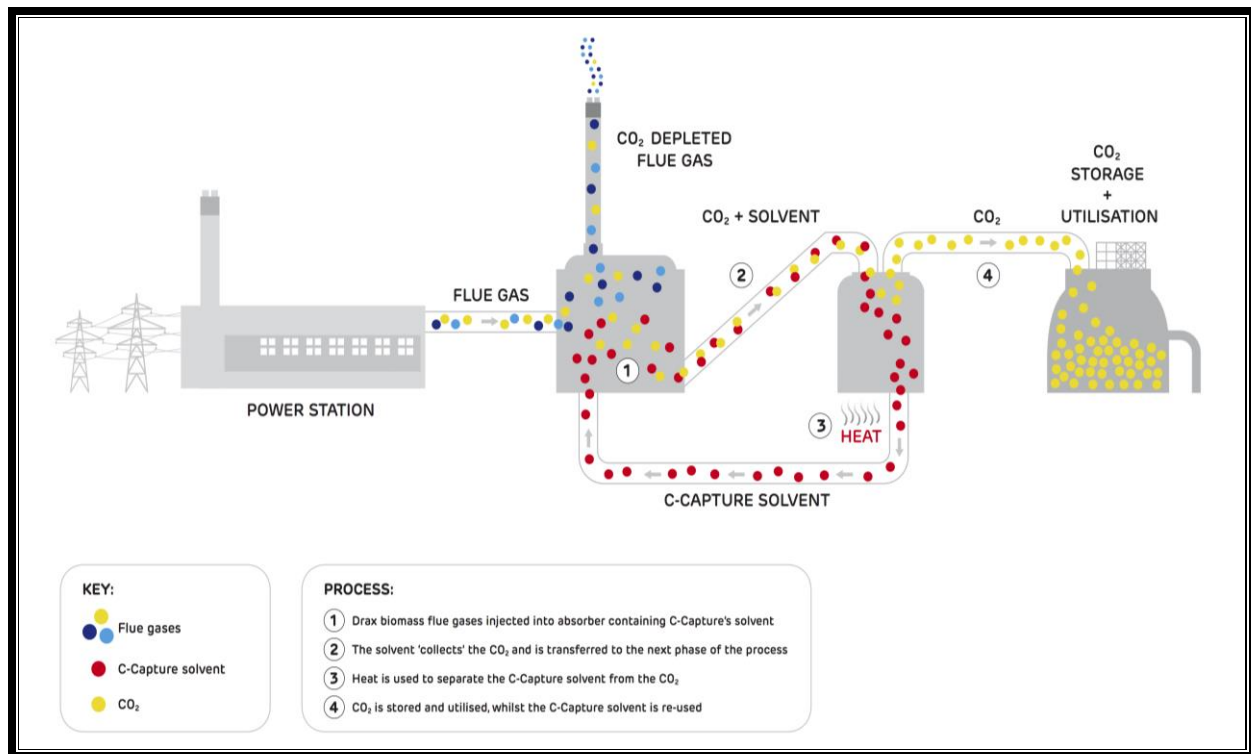 CO₂ DEPLETED
FLUE GAS
CO₂
STORAGE
+
UTILISATION
CO₂ + SOLVENT
CO₂
2
4
FLUE GAS
1
POWER STATION
3
HEAT
C-CAPTURE SOLVENT
KEY:
Flue gases
C-Capture solvent
CO₂
PROCESS:
1 Drax biomass flue gases injected into absorber containing C-Capture's solvent
2 The solvent 'collects' the CO₂ and is transferred to the next phase of the process
3 Heat is used to separate the C-Capture solvent from the CO₂
4 CO₂ is stored and utilised, whilst the C-Capture solvent is re-used